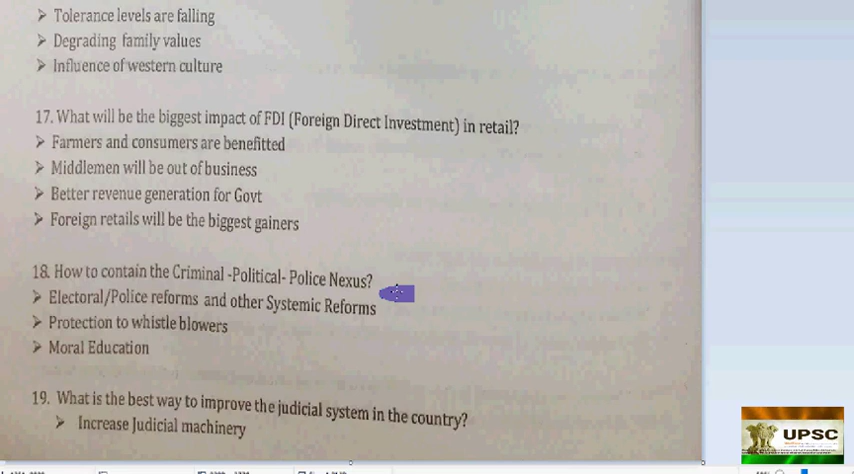 ➤ Tolerance levels are falling
➤ Degrading family values
➤ Influence of western culture
17. What will be the biggest impact of FDI (Foreign Direct Investment) in retail?
➤ Farmers and consumers are benefitted
➤ Middlemen will be out of business
➤ Better revenue generation for Govt
➤ Foreign retails will be the biggest gainers
18. How to contain the Criminal -Political- Police Nexus?
➤ Electoral/Police reforms and other Systemic Reforms
➤ Protection to whistle blowers
➤ Moral Education
19. What is the best way to improve the judicial system in the country?
➤ Increase Judicial machinery
UPSC